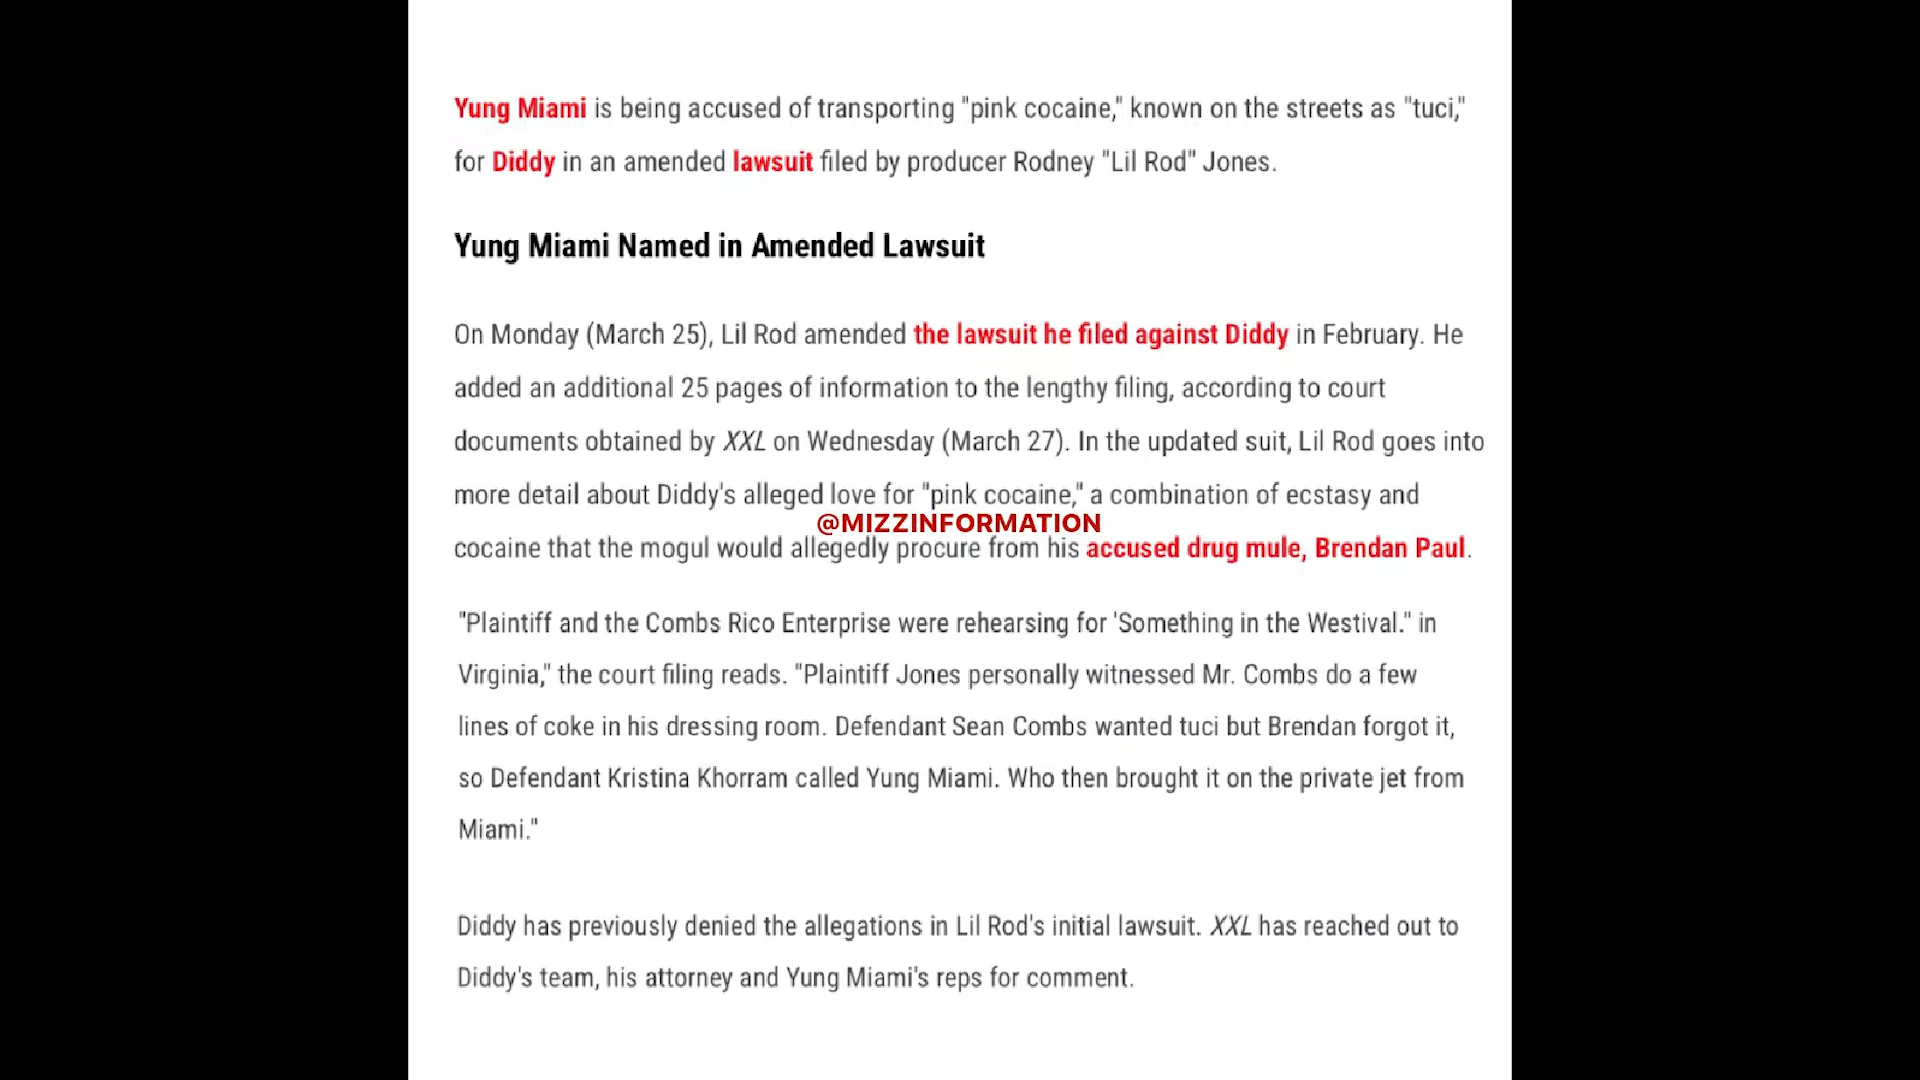 Yung Miami is being accused of transporting "pink cocaine," known on the streets as "tuci,"
for Diddy in an amended lawsuit filed by producer Rodney "Lil Rod" Jones.
Yung Miami Named in Amended Lawsuit
On Monday (March 25), Lil Rod amended the lawsuit he filed against Diddy in February. He
added an additional 25 pages of information to the lengthy filing, according to court
documents obtained by XXL on Wednesday (March 27). In the updated suit, Lil Rod goes into
more detail about Diddy's alleged love for "pink cocaine," a combination of ecstasy and
@MIZZINFORMATION
cocaine that the mogul would allegedly procure from his accused drug mule, Brendan Paul.
"Plaintiff and the Combs Rico Enterprise were rehearsing for 'Something in the Westival." in
Virginia," the court filing reads. "Plaintiff Jones personally witnessed Mr. Combs do a few
lines of coke in his dressing room. Defendant Sean Combs wanted tuci but Brendan forgot it,
so Defendant Kristina Khorram called Yung Miami. Who then brought it on the private jet from
Miami."
Diddy has previously denied the allegations in Lil Rod's initial lawsuit. XXL has reached out to
Diddy's team, his attorney and Yung Miami's reps for comment.